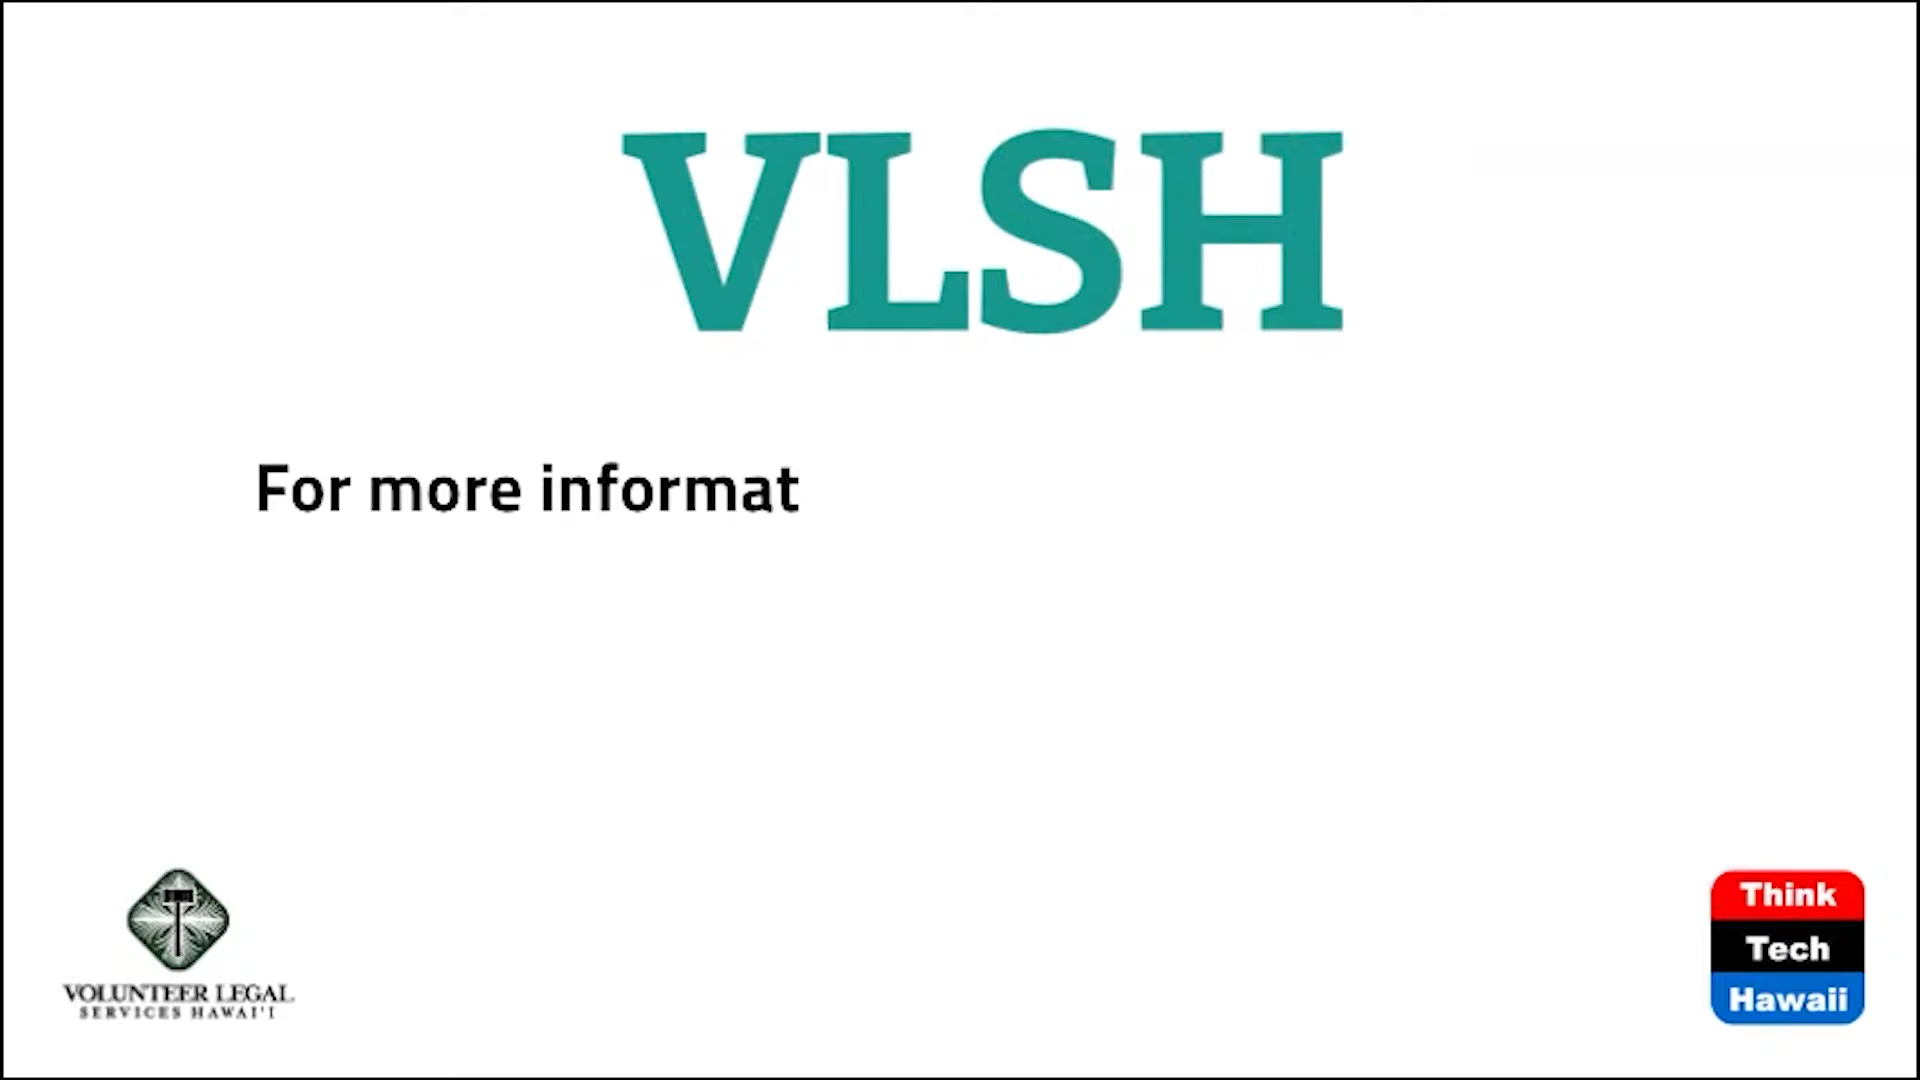 VLSH
For more informat
VOLUNTEER LEGAL
SERVICES HAWAI'I
Think
Tech
Hawaii